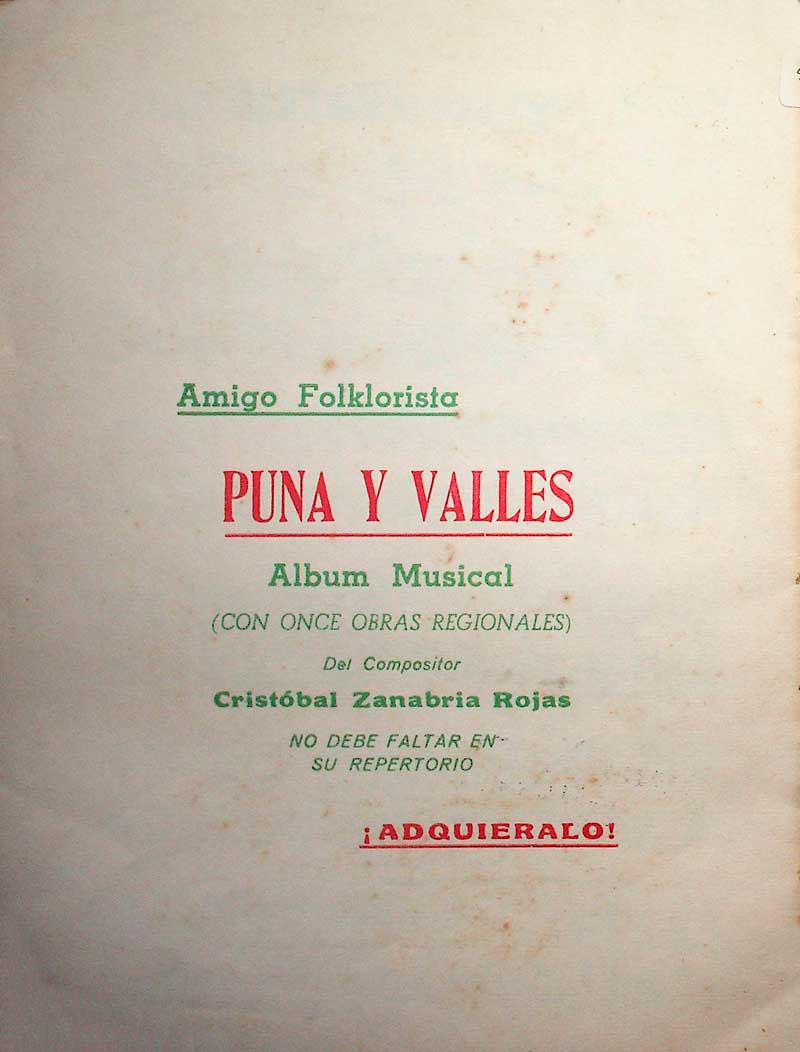 Amigo Folklorista
PUNA Y VALLES
Album Musical
(CON ONCE OBRAS REGIONALES)
Del Compositor
Cristóbal Zanabria Rojas
NO DEBE FALTAR EN
SU REPERTORIO
¡ADQUIERALO!